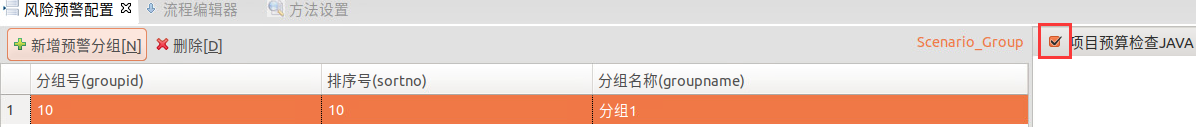 风险预警配置 流程编辑器 方法设置
新增预警分组[N] 删除[D] Scenario_Group 项目预算检查JAVA
分组号(groupid) 排序号(sortno) 分组名称(groupname)
1 10 10 分组1